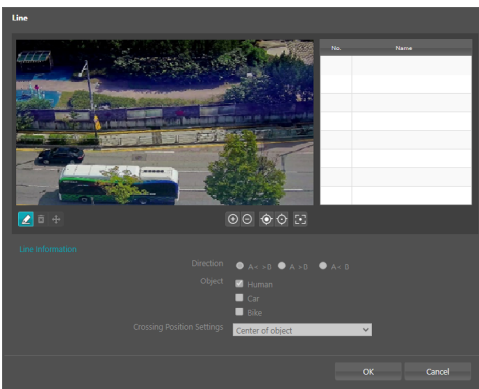 Line
No. Name
Line Information
Direction A< >B A >B A< B
Object Human
Car
Bike
Crossing Position Settings Center of object
OK Cancel